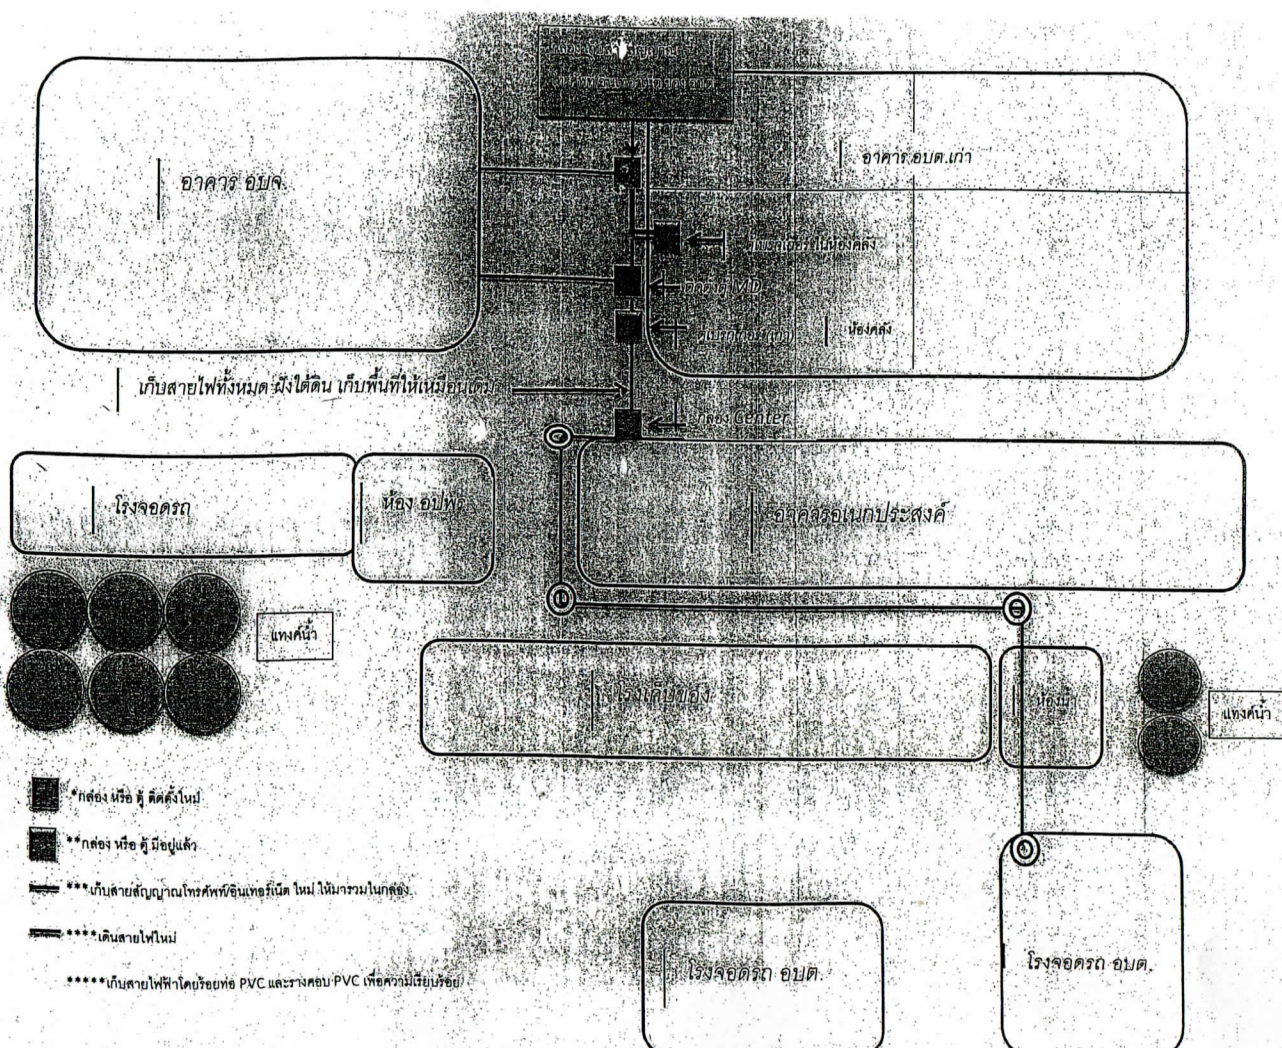 อาคาร อบต.เก่า
อาคาร อบจ.
ติดตั้งตู้ MD
ห้องคลัง
เก็บสายไฟทั้งหมด ฝังใต้ดิน เก็บพื้นที่ให้เหมือนเดิม
กล่อง Center
โรงจอดรถ
ห้อง อปพร.
อาคารอเนกประสงค์
แทงค์น้ำ
โรงเก็บของ
ห้องน้ำ
แทงค์น้ำ
*กล่อง หรือ ตู้ ติดตั้งใหม่
**กล่อง หรือ ตู้ มีอยู่แล้ว
***เก็บสายสัญญาณโทรศัพท์/อินเทอร์เน็ต ใหม่ ให้มารวมในกล่อง
****เดินสายไฟใหม่
*****เก็บสายไฟฟ้าโดยร้อยท่อ PVC และรางครอบ PVC เพื่อความเรียบร้อย
โรงจอดรถ อบต.
โรงจอดรถ อบต.